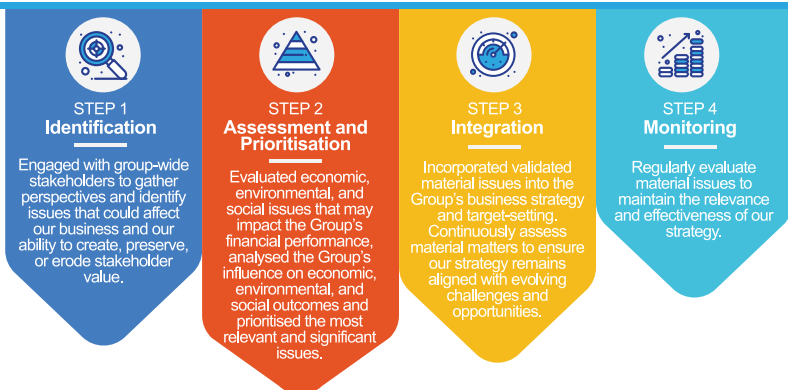 STEP 1
Identification
Engaged with group-wide
stakeholders to gather
perspectives and identify
issues that could affect
our business and our
ability to create, preserve,
or erode stakeholder
value.
STEP 2
Assessment and
Prioritisation
Evaluated economic,
environmental, and
social issues that may
impact the Group's
financial performance,
analysed the Group's
influence on economic,
environmental, and
social outcomes and
prioritised the most
relevant and significant
issues.
STEP 3
Integration
Incorporated validated
material issues into the
Group's business strategy
and target-setting.
Continuously assess
material matters to ensure
our strategy remains
aligned with evolving
challenges and
opportunities.
STEP 4
Monitoring
Regularly evaluate
material issues to
maintain the relevance
and effectiveness of our
strategy.